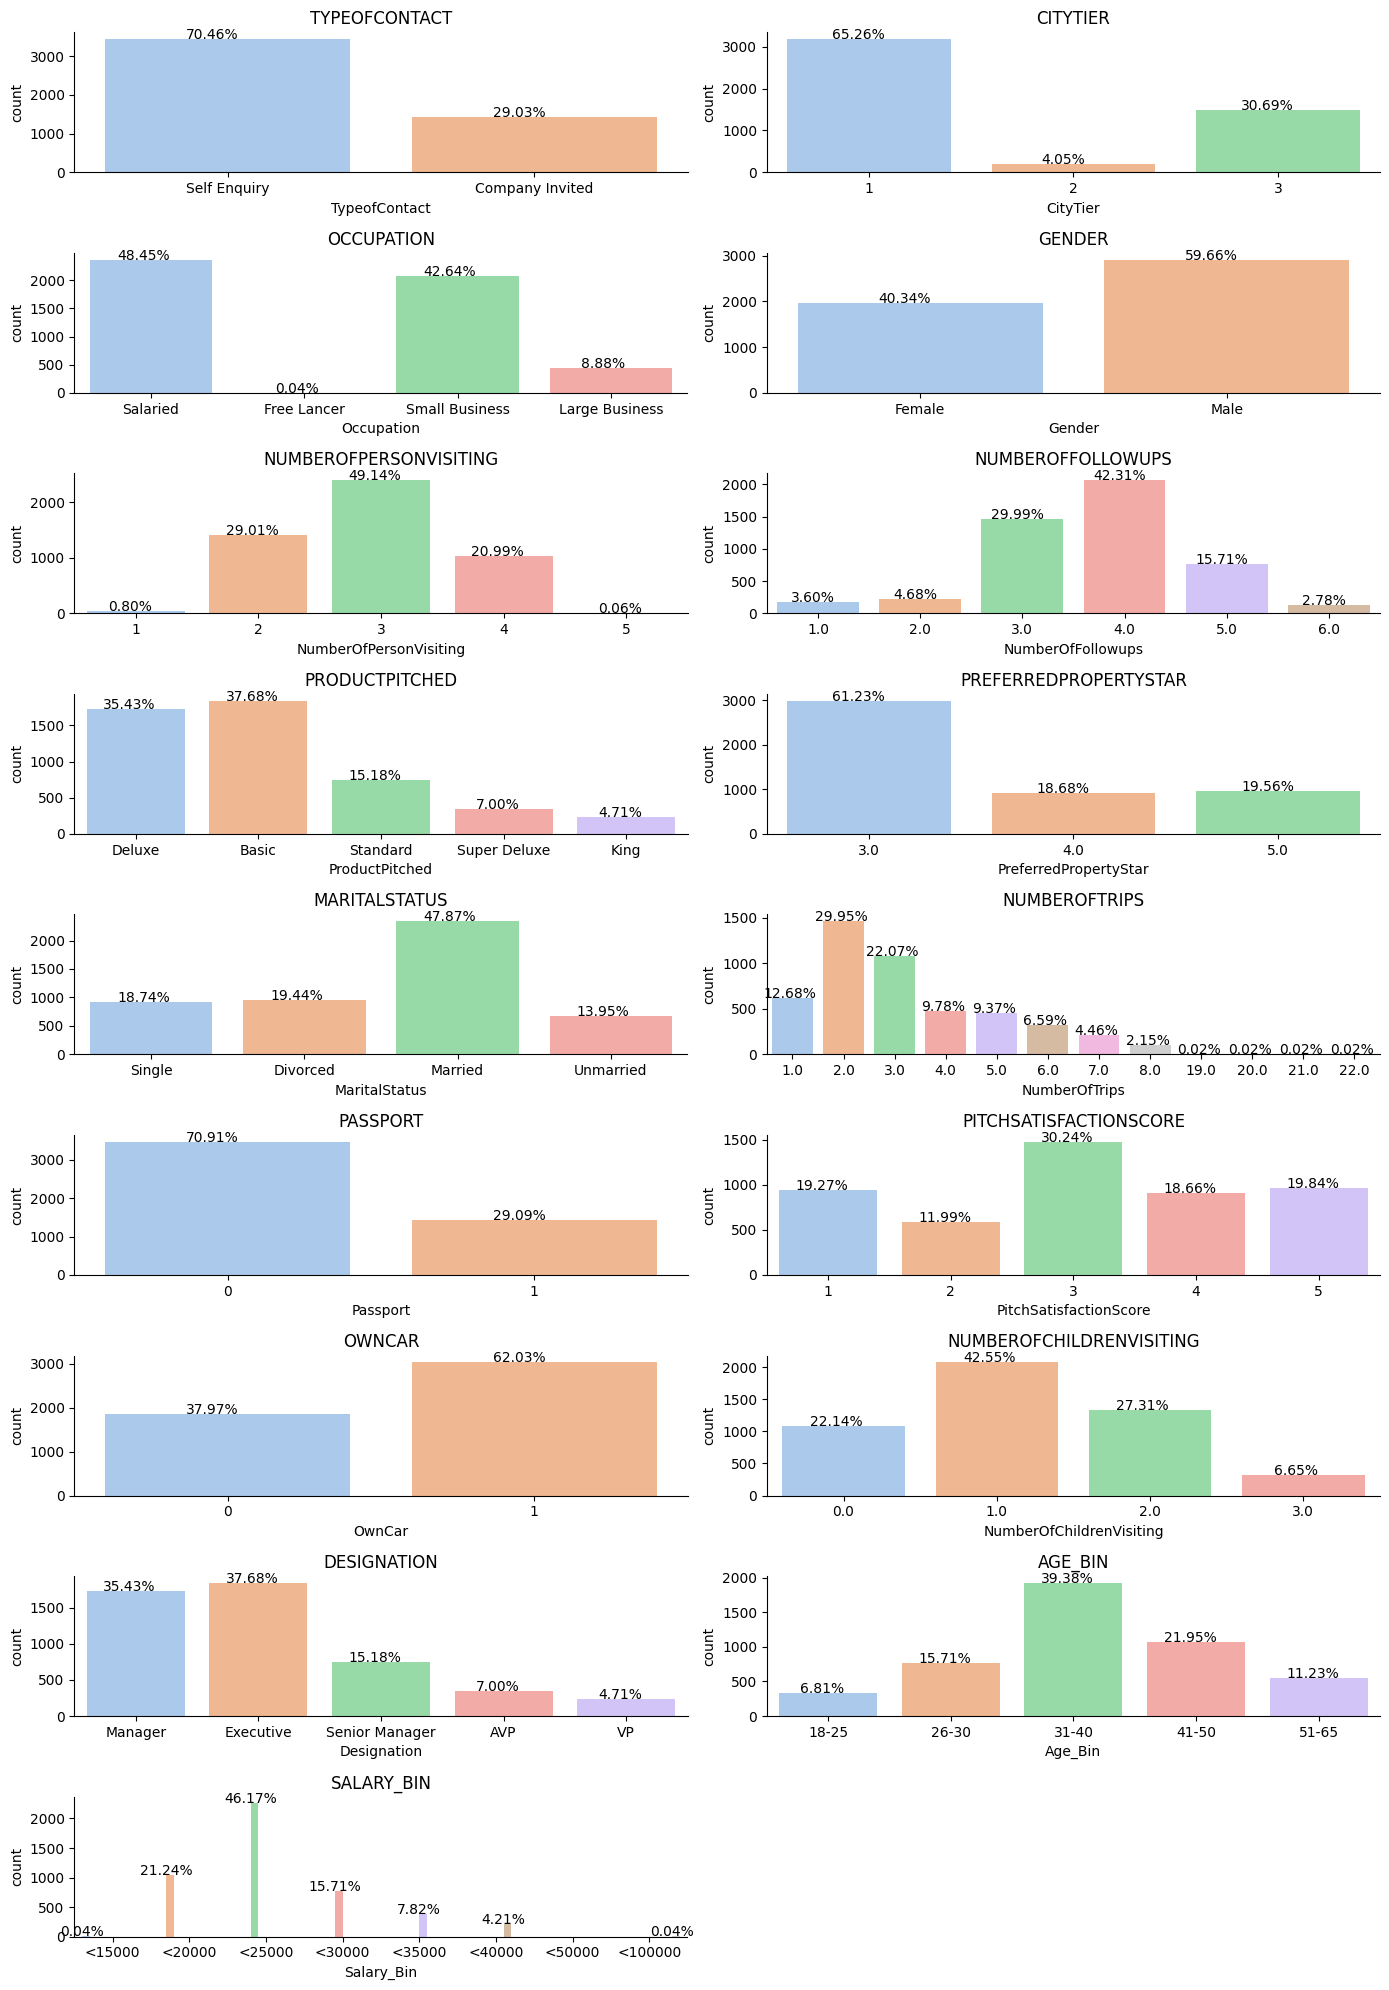 TYPEOFCONTACT
count
3000
2000
1000
0
70.46%
29.03%
Self Enquiry Company Invited
TypeofContact
CITYTIER
count
3000
2000
1000
0
65.26%
4.05%
30.69%
1 2 3
CityTier
OCCUPATION
count
2000
1500
1000
500
0
48.45%
0.04%
42.64%
8.88%
Salaried Free Lancer Small Business Large Business
Occupation
GENDER
count
3000
2000
1000
0
40.34%
59.66%
Female Male
Gender
NUMBEROFPERSONVISITING
count
2000
1000
0
0.80%
29.01%
49.14%
20.99%
0.06%
1 2 3 4 5
NumberOfPersonVisiting
NUMBEROFFOLLOWUPS
count
2000
1500
1000
500
0
3.60%
4.68%
29.99%
42.31%
15.71%
2.78%
1.0 2.0 3.0 4.0 5.0 6.0
NumberOfFollowups
PRODUCTPITCHED
count
1500
1000
500
0
35.43%
37.68%
15.18%
7.00%
4.71%
Deluxe Basic Standard Super Deluxe King
ProductPitched
PREFERREDPROPERTYSTAR
count
3000
2000
1000
0
61.23%
18.68%
19.56%
3.0 4.0 5.0
PreferredPropertyStar
MARITALSTATUS
count
2000
1500
1000
500
0
18.74%
19.44%
47.87%
13.95%
Single Divorced Married Unmarried
MaritalStatus
NUMBEROFTRIPS
count
1500
1000
500
0
12.68%
29.95%
22.07%
9.78%
9.37%
6.59%
4.46%
2.15%
0.02%
0.02%
0.02%
0.02%
1.0 2.0 3.0 4.0 5.0 6.0 7.0 8.0 19.0 20.0 21.0 22.0
NumberOfTrips
PASSPORT
count
3000
2000
1000
0
70.91%
29.09%
0 1
Passport
PITCHSATISFACTIONSCORE
count
1500
1000
500
0
19.27%
11.99%
30.24%
18.66%
19.84%
1 2 3 4 5
PitchSatisfactionScore
OWNCAR
count
3000
2000
1000
0
37.97%
62.03%
0 1
OwnCar
NUMBEROFCHILDRENVISITING
count
2000
1500
1000
500
0
22.14%
42.55%
27.31%
6.65%
0.0 1.0 2.0 3.0
NumberOfChildrenVisiting
DESIGNATION
count
1500
1000
500
0
35.43%
37.68%
15.18%
7.00%
4.71%
Manager Executive Senior Manager AVP VP
Designation
AGE_BIN
count
2000
1500
1000
500
0
6.81%
15.71%
39.38%
21.95%
11.23%
18-25 26-30 31-40 41-50 51-65
Age_Bin
SALARY_BIN
count
2000
1500
1000
500
0
0.04%
21.24%
46.17%
15.71%
7.82%
4.21%
0.04%
<15000 <20000 <25000 <30000 <35000 <40000 <50000 <100000
Salary_Bin